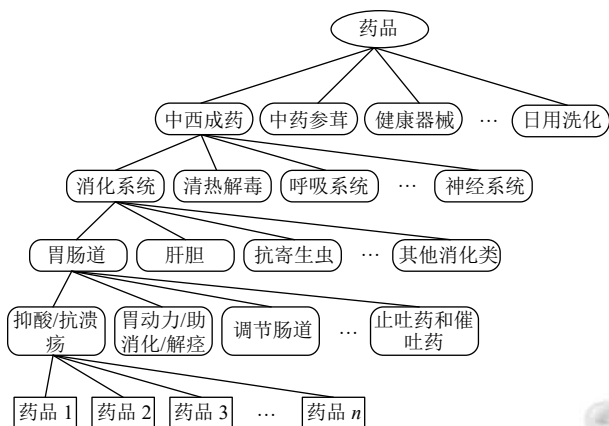 药品
中西成药 中药参茸 健康器械 … 日用洗化
消化系统 清热解毒 呼吸系统 … 神经系统
胃肠道 肝胆 抗寄生虫 … 其他消化类
抑酸/抗溃
疡
胃动力/助
消化/解痉
调节肠道
…
止吐药和催
吐药
药品 1 药品 2 药品 3 … 药品 n